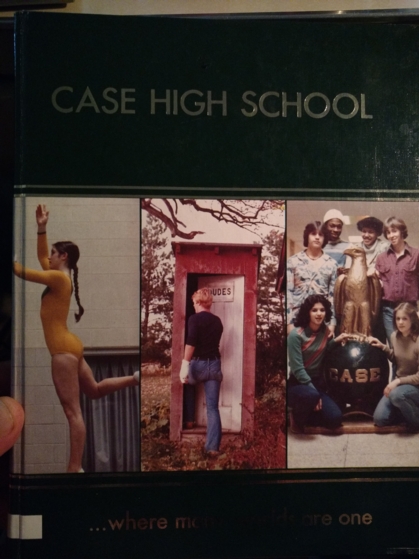 CASE HIGH SCHOOL
DUDES
CASE
...where are one